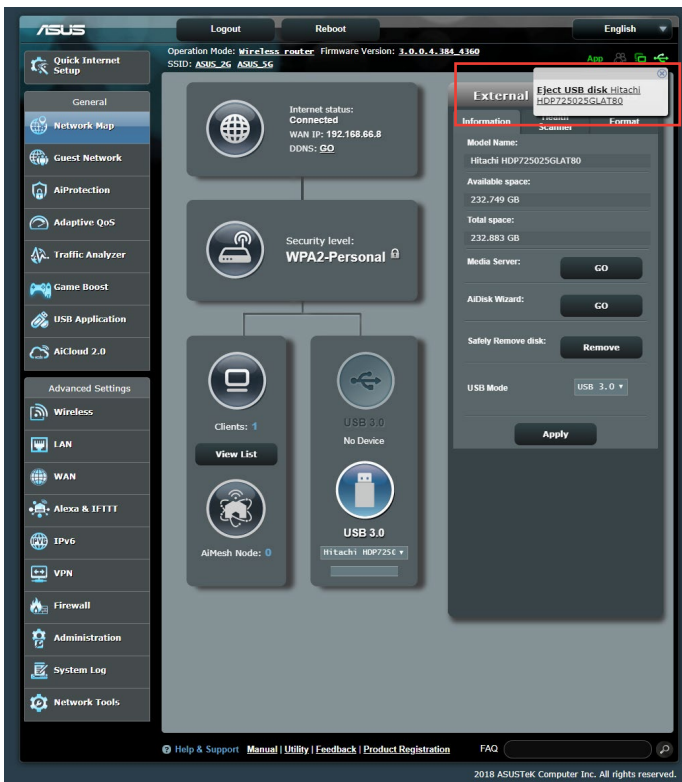 ASUS
Logout
Reboot
English
Quick Internet
Setup
Operation Mode: Wireless router Firmware Version: 3.0.0.4.384_4360
SSID: ASUS_2G ASUS_5G
App
General
Network Map
Guest Network
AiProtection
Adaptive QoS
Traffic Analyzer
Game Boost
USB Application
AiCloud 2.0
Advanced Settings
Wireless
LAN
WAN
Alexa & IFTTT
IPv6
VPN
Firewall
Administration
System Log
Network Tools
Internet status:
Connected
WAN IP: 192.168.66.8
DDNS: GO
Security level:
WPA2-Personal
Clients: 1
View List
AiMesh Node: 0
USB 3.0
No Device
USB 3.0
Hitachi HDP725
External
Eject USB disk Hitachi
HDP725025GLAT80
Information
Health
Scanner
Format
Model Name:
Hitachi HDP725025GLAT80
Available space:
232.749 GB
Total space:
232.883 GB
Media Server:
GO
AiDisk Wizard:
GO
Safely Remove disk:
Remove
USB Mode
USB 3.0
Apply
Help & Support Manual | Utility | Feedback | Product Registration
FAQ
2018 ASUSTeK Computer Inc. All rights reserved.